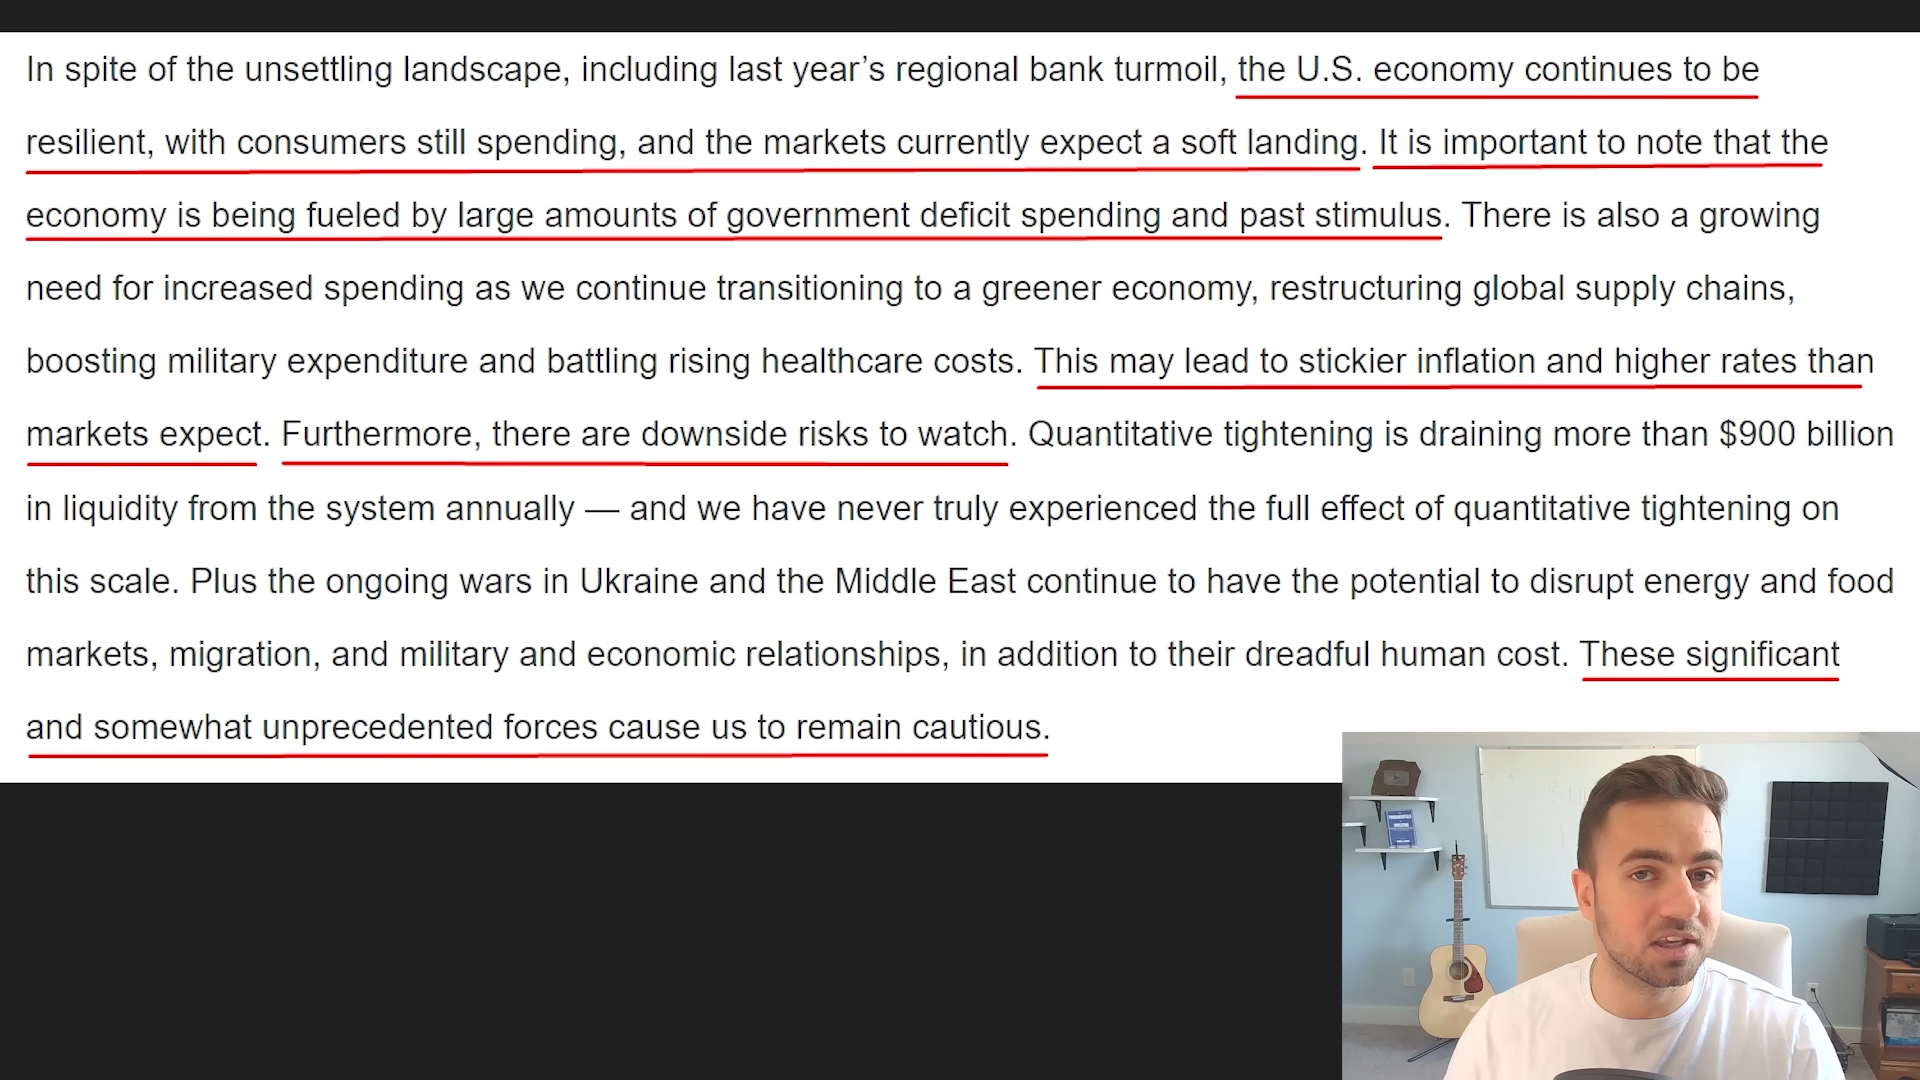 In spite of the unsettling landscape, including last year’s regional bank turmoil, the U.S. economy continues to be
resilient, with consumers still spending, and the markets currently expect a soft landing. It is important to note that the
economy is being fueled by large amounts of government deficit spending and past stimulus. There is also a growing
need for increased spending as we continue transitioning to a greener economy, restructuring global supply chains,
boosting military expenditure and battling rising healthcare costs. This may lead to stickier inflation and higher rates than
markets expect. Furthermore, there are downside risks to watch. Quantitative tightening is draining more than $900 billion
in liquidity from the system annually — and we have never truly experienced the full effect of quantitative tightening on
this scale. Plus the ongoing wars in Ukraine and the Middle East continue to have the potential to disrupt energy and food
markets, migration, and military and economic relationships, in addition to their dreadful human cost. These significant
and somewhat unprecedented forces cause us to remain cautious.